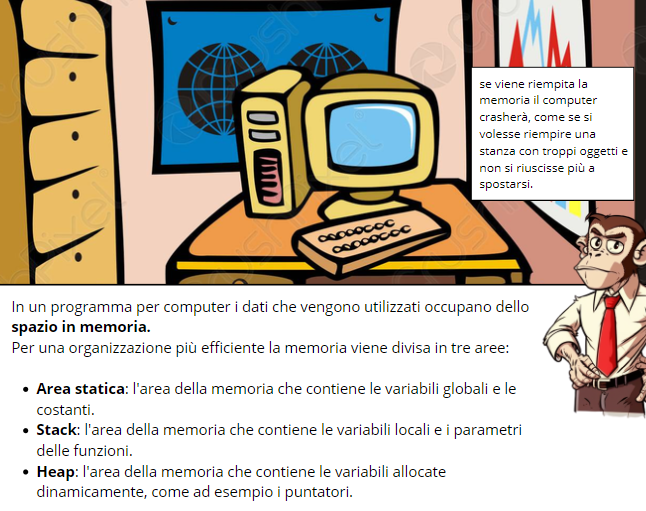 se viene riempita la
memoria il computer
crasherà, come se si
volesse riempire una
stanza con troppi oggetti e
non si riuscisse più a
spostarsi.
In un programma per computer i dati che vengono utilizzati occupano dello
spazio in memoria.
Per una organizzazione più efficiente la memoria viene divisa in tre aree:
• Area statica: l'area della memoria che contiene le variabili globali e le
costanti.
• Stack: l'area della memoria che contiene le variabili locali e i parametri
delle funzioni.
• Heap: l'area della memoria che contiene le variabili allocate
dinamicamente, come ad esempio i puntatori.